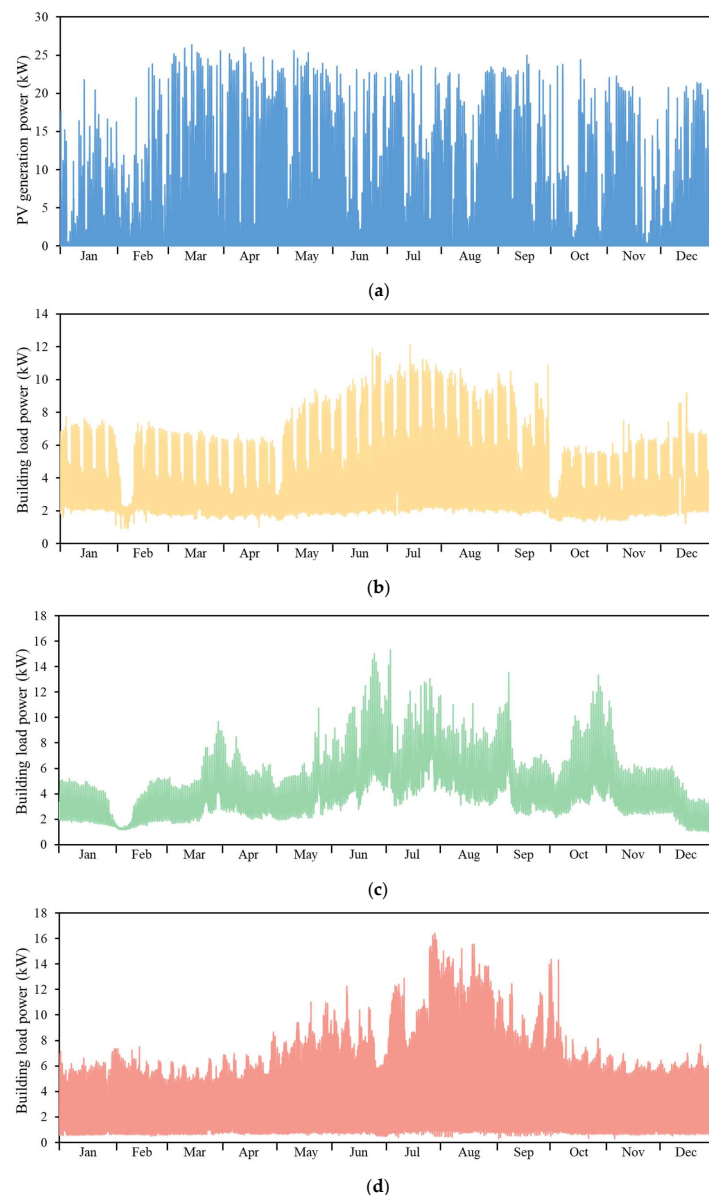 30
25
20
15
10
5
0
PV generation power (kW)
Jan Feb Mar Apr May Jun Jul Aug Sep Oct Nov Dec
(a)
14
12
10
8
6
4
2
0
Building load power (kW)
Jan Feb Mar Apr May Jun Jul Aug Sep Oct Nov Dec
(b)
18
16
14
12
10
8
6
4
2
0
Building load power (kW)
Jan Feb Mar Apr May Jun Jul Aug Sep Oct Nov Dec
(c)
18
16
14
12
10
8
6
4
2
0
Building load power (kW)
Jan Feb Mar Apr May Jun Jul Aug Sep Oct Nov Dec
(d)